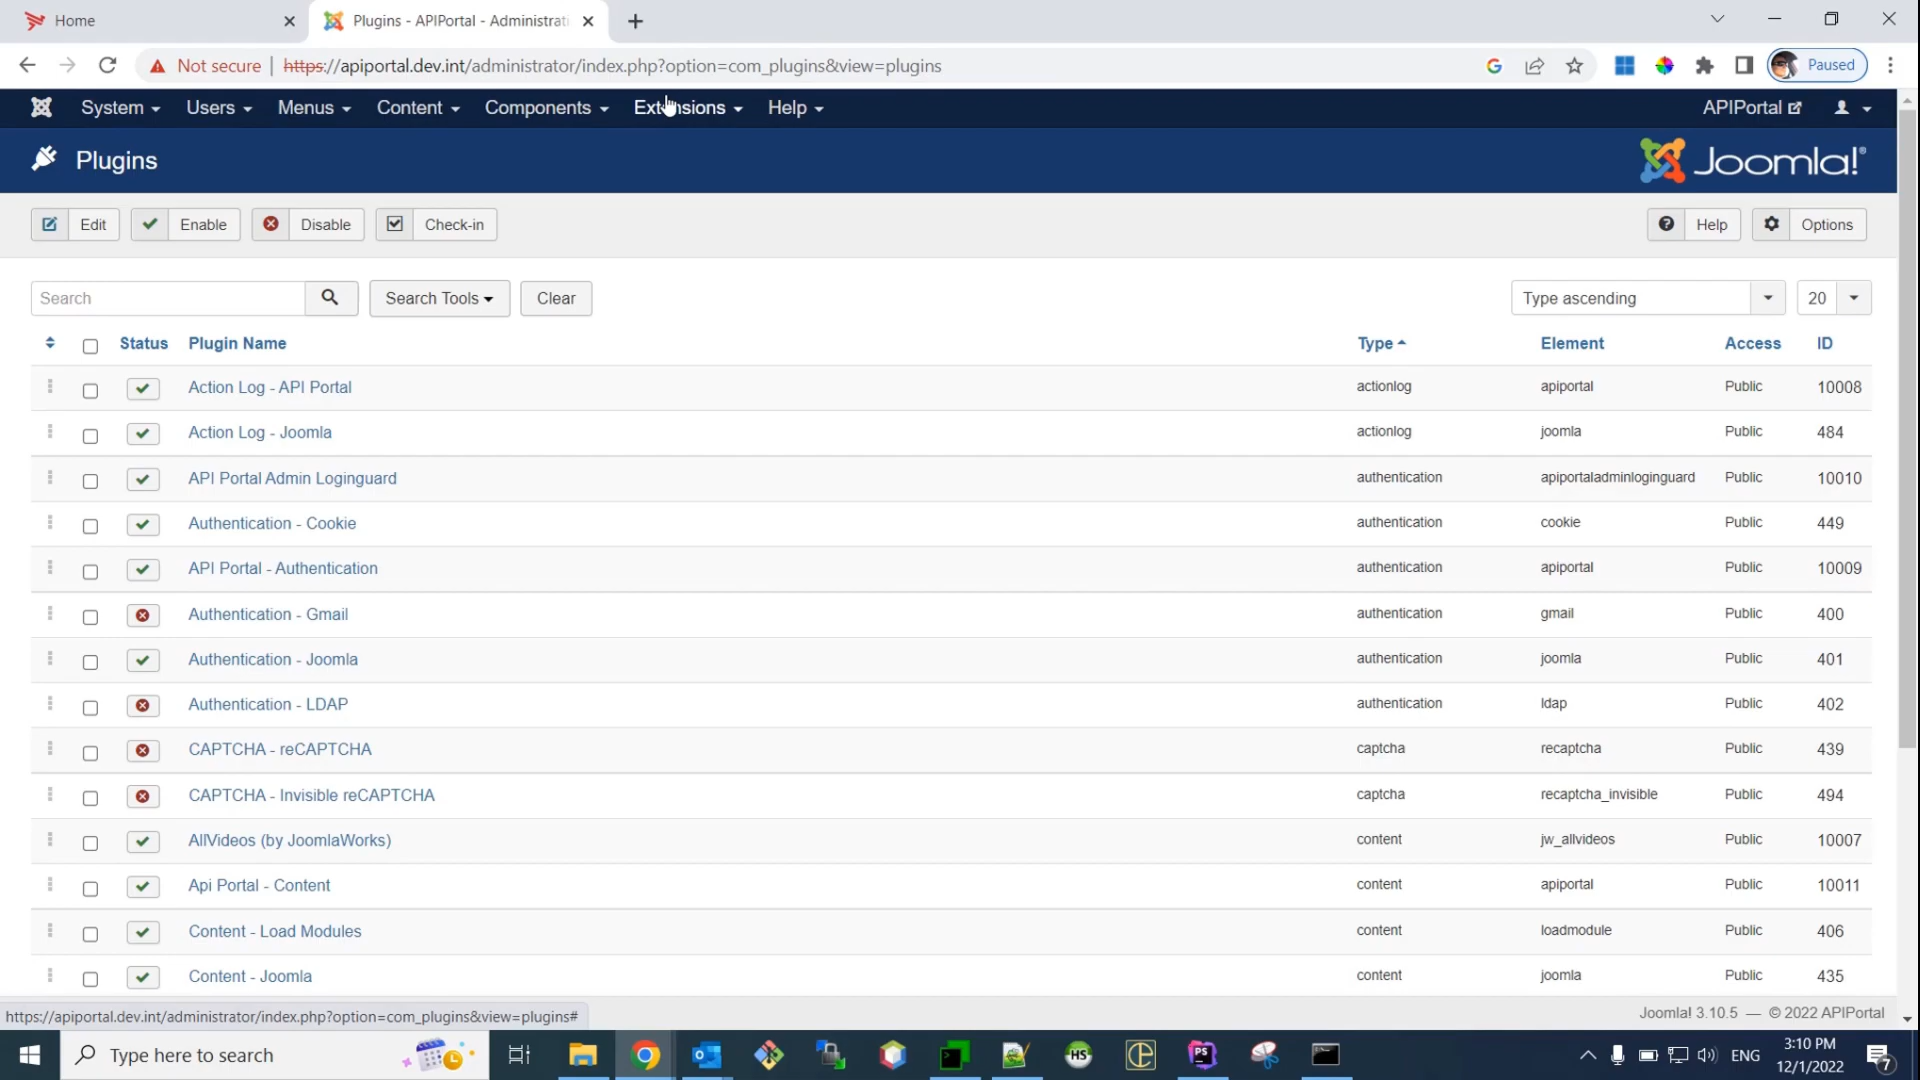 Home
Plugins - APIPortal - Administrati
Not secure https://apiportal.dev.int/administrator/index.php?option=com_plugins&view=plugins
Paused
System Users Menus Content Components Extensions Help APIPortal
Plugins Joomla!®
Edit Enable Disable Check-in Help Options
Search Search Tools Clear Type ascending 20
Status Plugin Name Type Element Access ID
Action Log - API Portal actionlog apiportal Public 10008
Action Log - Joomla actionlog joomla Public 484
API Portal Admin Loginguard authentication apiportaladminloginguard Public 10010
Authentication - Cookie authentication cookie Public 449
API Portal - Authentication authentication apiportal Public 10009
Authentication - Gmail authentication gmail Public 400
Authentication - Joomla authentication joomla Public 401
Authentication - LDAP authentication ldap Public 402
CAPTCHA - reCAPTCHA captcha recaptcha Public 439
CAPTCHA - Invisible reCAPTCHA captcha recaptcha_invisible Public 494
AllVideos (by JoomlaWorks) content jw_allvideos Public 10007
Api Portal - Content content apiportal Public 10011
Content - Load Modules content loadmodule Public 406
Content - Joomla content joomla Public 435
https://apiportal.dev.int/administrator/index.php?option=com_plugins&view=plugins# Joomla! 3.10.5 — © 2022 APIPortal
Type here to search HS PS ENG 3:10 PM
12/1/2022 7